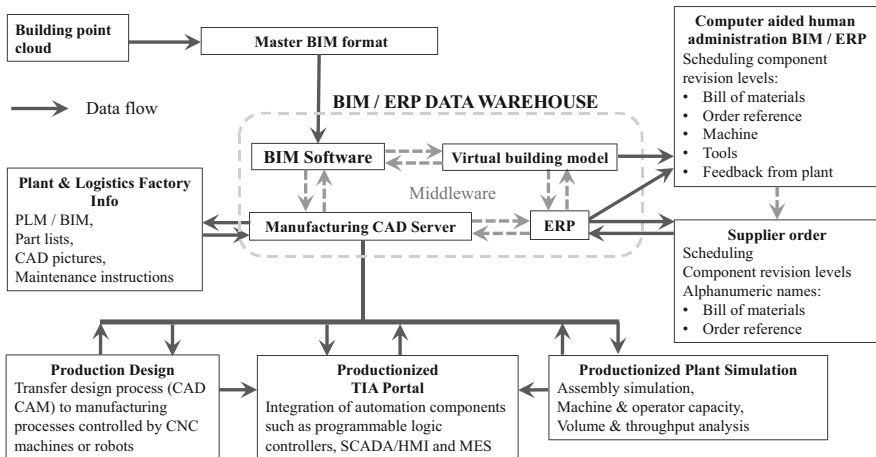 Building point
cloud
Master BIM format
Computer aided human
administration BIM / ERP
Scheduling component
revision levels:
• Bill of materials
• Order reference
• Machine
• Tools
• Feedback from plant
Data flow
BIM / ERP DATA WAREHOUSE
BIM Software
Virtual building model
Middleware
Manufacturing CAD Server
ERP
Plant & Logistics Factory
Info
PLM / BIM,
Part lists,
CAD pictures,
Maintenance instructions
Supplier order
Scheduling
Component revision levels
Alphanumeric names:
• Bill of materials
• Order reference
Production Design
Transfer design process (CAD
CAM) to manufacturing
processes controlled by CNC
machines or robots
Productionized
TIA Portal
Integration of automation components
such as programmable logic
controllers, SCADA/HMI and MES
Productionized Plant Simulation
Assembly simulation,
Machine & operator capacity,
Volume & throughput analysis